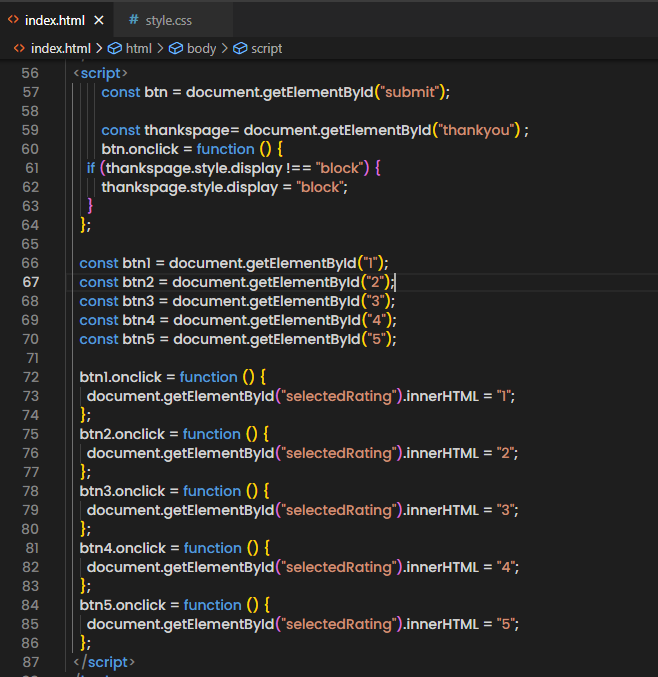 index.html × # style.css
index.html > html > body > script
56 <script>
57 const btn = document.getElementById("submit");
58
59 const thankspage= document.getElementById("thankyou") ;
60 btn.onclick = function () {
61 if (thankspage.style.display !== "block") {
62 thankspage.style.display = "block";
63 }
64 };
65
66 const btn1 = document.getElementById("1");
67 const btn2 = document.getElementById("2");
68 const btn3 = document.getElementById("3");
69 const btn4 = document.getElementById("4");
70 const btn5 = document.getElementById("5");
71
72 btn1.onclick = function () {
73 document.getElementById("selectedRating").innerHTML = "1";
74 };
75 btn2.onclick = function () {
76 document.getElementById("selectedRating").innerHTML = "2";
77 };
78 btn3.onclick = function () {
79 document.getElementById("selectedRating").innerHTML = "3";
80 };
81 btn4.onclick = function () {
82 document.getElementById("selectedRating").innerHTML = "4";
83 };
84 btn5.onclick = function () {
85 document.getElementById("selectedRating").innerHTML = "5";
86 };
87 </script>